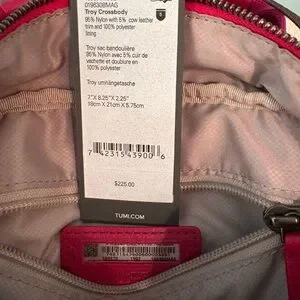 0198308MAG
Troy Crossbody
95% Nylon with 5% cow leather
trim and 100% polyester
lining
Troy sac bandoulière
95% Nylon avec 5% cuir de
vachette et doublure en
100% polyester
Troy umhängetasche
7"X 8.25"X 2.25"
18cm X 21cm X 5.75cm
7 42315 43900 6
$225.00
TUMI.COM